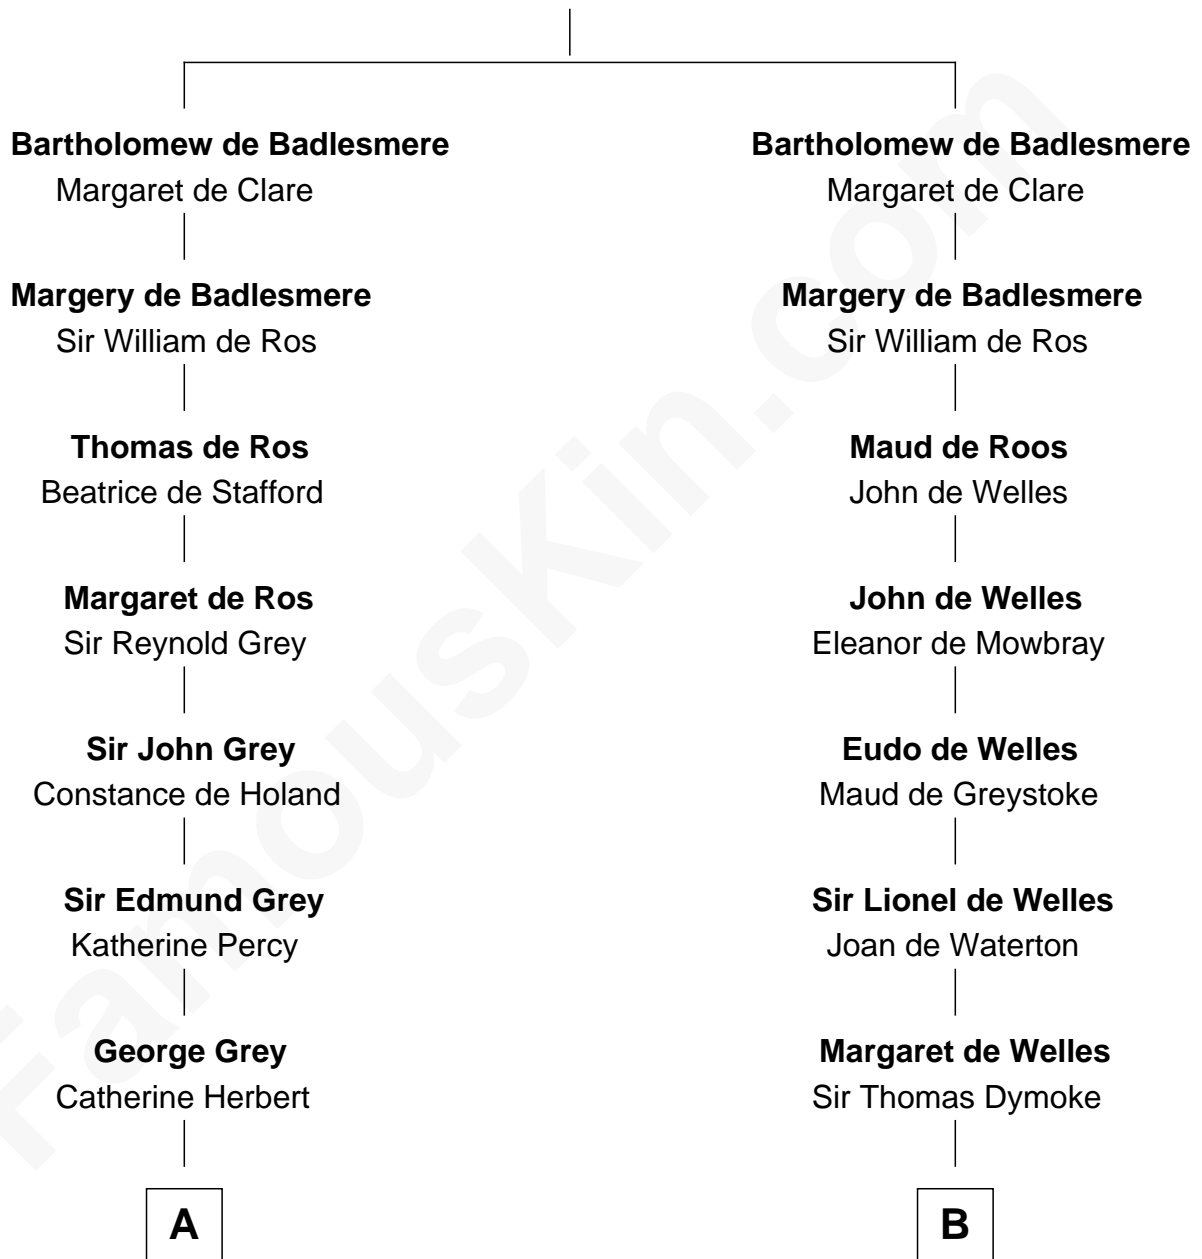 Bartholomew de Badlesmere
Margaret de Clare
Margery de Badlesmere
Sir William de Ros
Thomas de Ros
Beatrice de Stafford
Margaret de Ros
Sir Reynold Grey
Sir John Grey
Constance de Holand
Sir Edmund Grey
Katherine Percy
George Grey
Catherine Herbert
A
Bartholomew de Badlesmere
Margaret de Clare
Margery de Badlesmere
Sir William de Ros
Maud de Roos
John de Welles
John de Welles
Eleanor de Mowbray
Eudo de Welles
Maud de Greystoke
Sir Lionel de Welles
Joan de Waterton
Margaret de Welles
Sir Thomas Dymoke
B
FamousKin.com